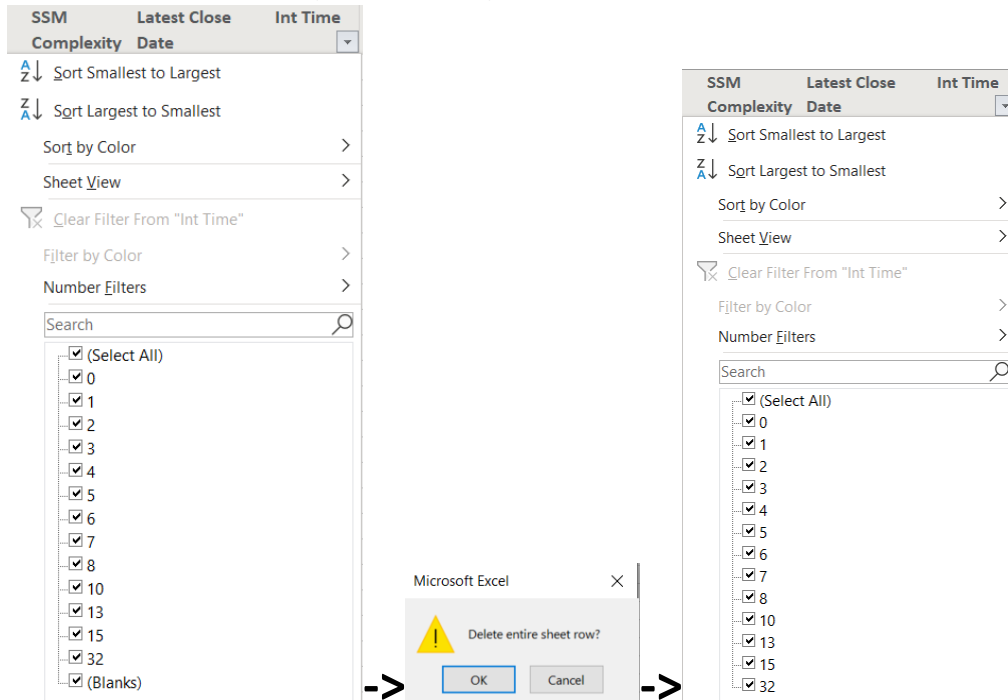 SSM Latest Close Int Time
Complexity Date
Sort Smallest to Largest
Sort Largest to Smallest
Sort by Color
Sheet View
Clear Filter From "Int Time"
Filter by Color
Number Filters
Search
(Select All)
0
1
2
3
4
5
6
7
8
10
13
15
32
(Blanks)
->
Microsoft Excel
Delete entire sheet row?
OK Cancel
->
SSM Latest Close Int Time
Complexity Date
Sort Smallest to Largest
Sort Largest to Smallest
Sort by Color
Sheet View
Clear Filter From "Int Time"
Filter by Color
Number Filters
Search
(Select All)
0
1
2
3
4
5
6
7
8
10
13
15
32